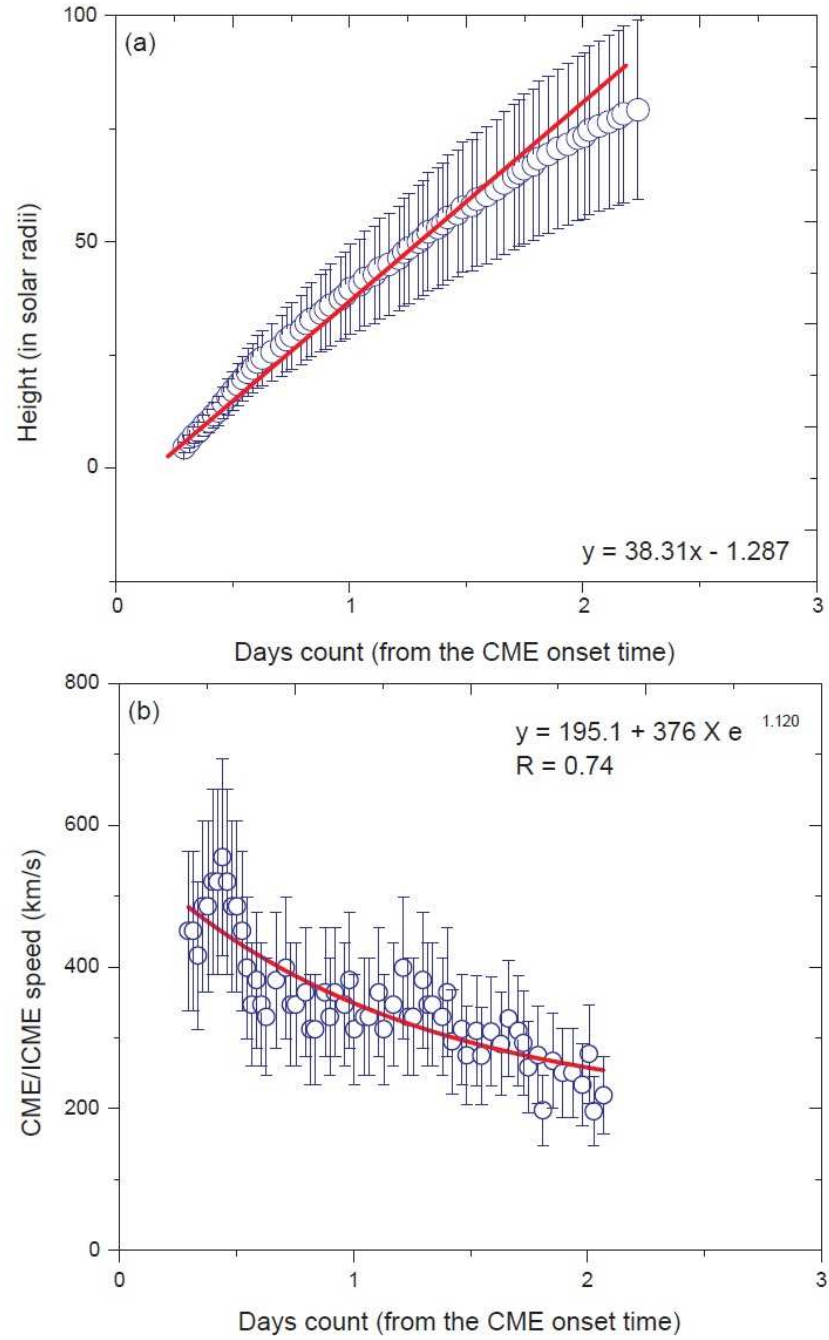 (a)
100
50
0
Height (in solar radii)
y = 38.31x - 1.287
0 1 2 3
Days count (from the CME onset time)
(b)
800
600
400
200
0
CME/ICME speed (km/s)
y = 195.1 + 376 X e 1.120
R = 0.74
0 1 2 3
Days count (from the CME onset time)